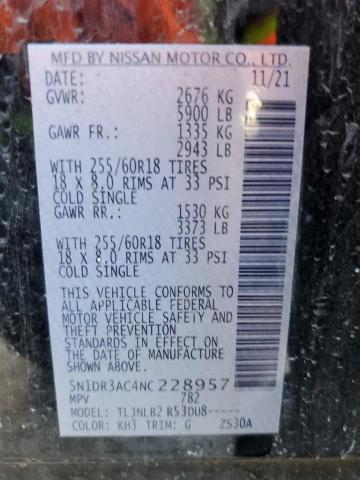 MFD BY NISSAN MOTOR CO., LTD.
DATE: 11/21
GVWR: 2676 KG
5900 LB
GAWR FR.: 1335 KG
2943 LB
WITH 255/60R18 TIRES
18 X 8.0 RIMS AT 33 PSI
COLD SINGLE
GAWR RR.: 1530 KG
3373 LB
WITH 255/60R18 TIRES
18 X 8.0 RIMS AT 33 PSI
COLD SINGLE
THIS VEHICLE CONFORMS TO
ALL APPLICABLE FEDERAL
MOTOR VEHICLE SAFETY AND
THEFT PREVENTION
STANDARDS IN EFFECT ON
THE DATE OF MANUFACTURE
SHOWN ABOVE.
5N1DR3AC4NC228957
MPV 782
MODEL: TLJNLB2 R53DU8-----
COLOR: KH3 TRIM: G ZS30A